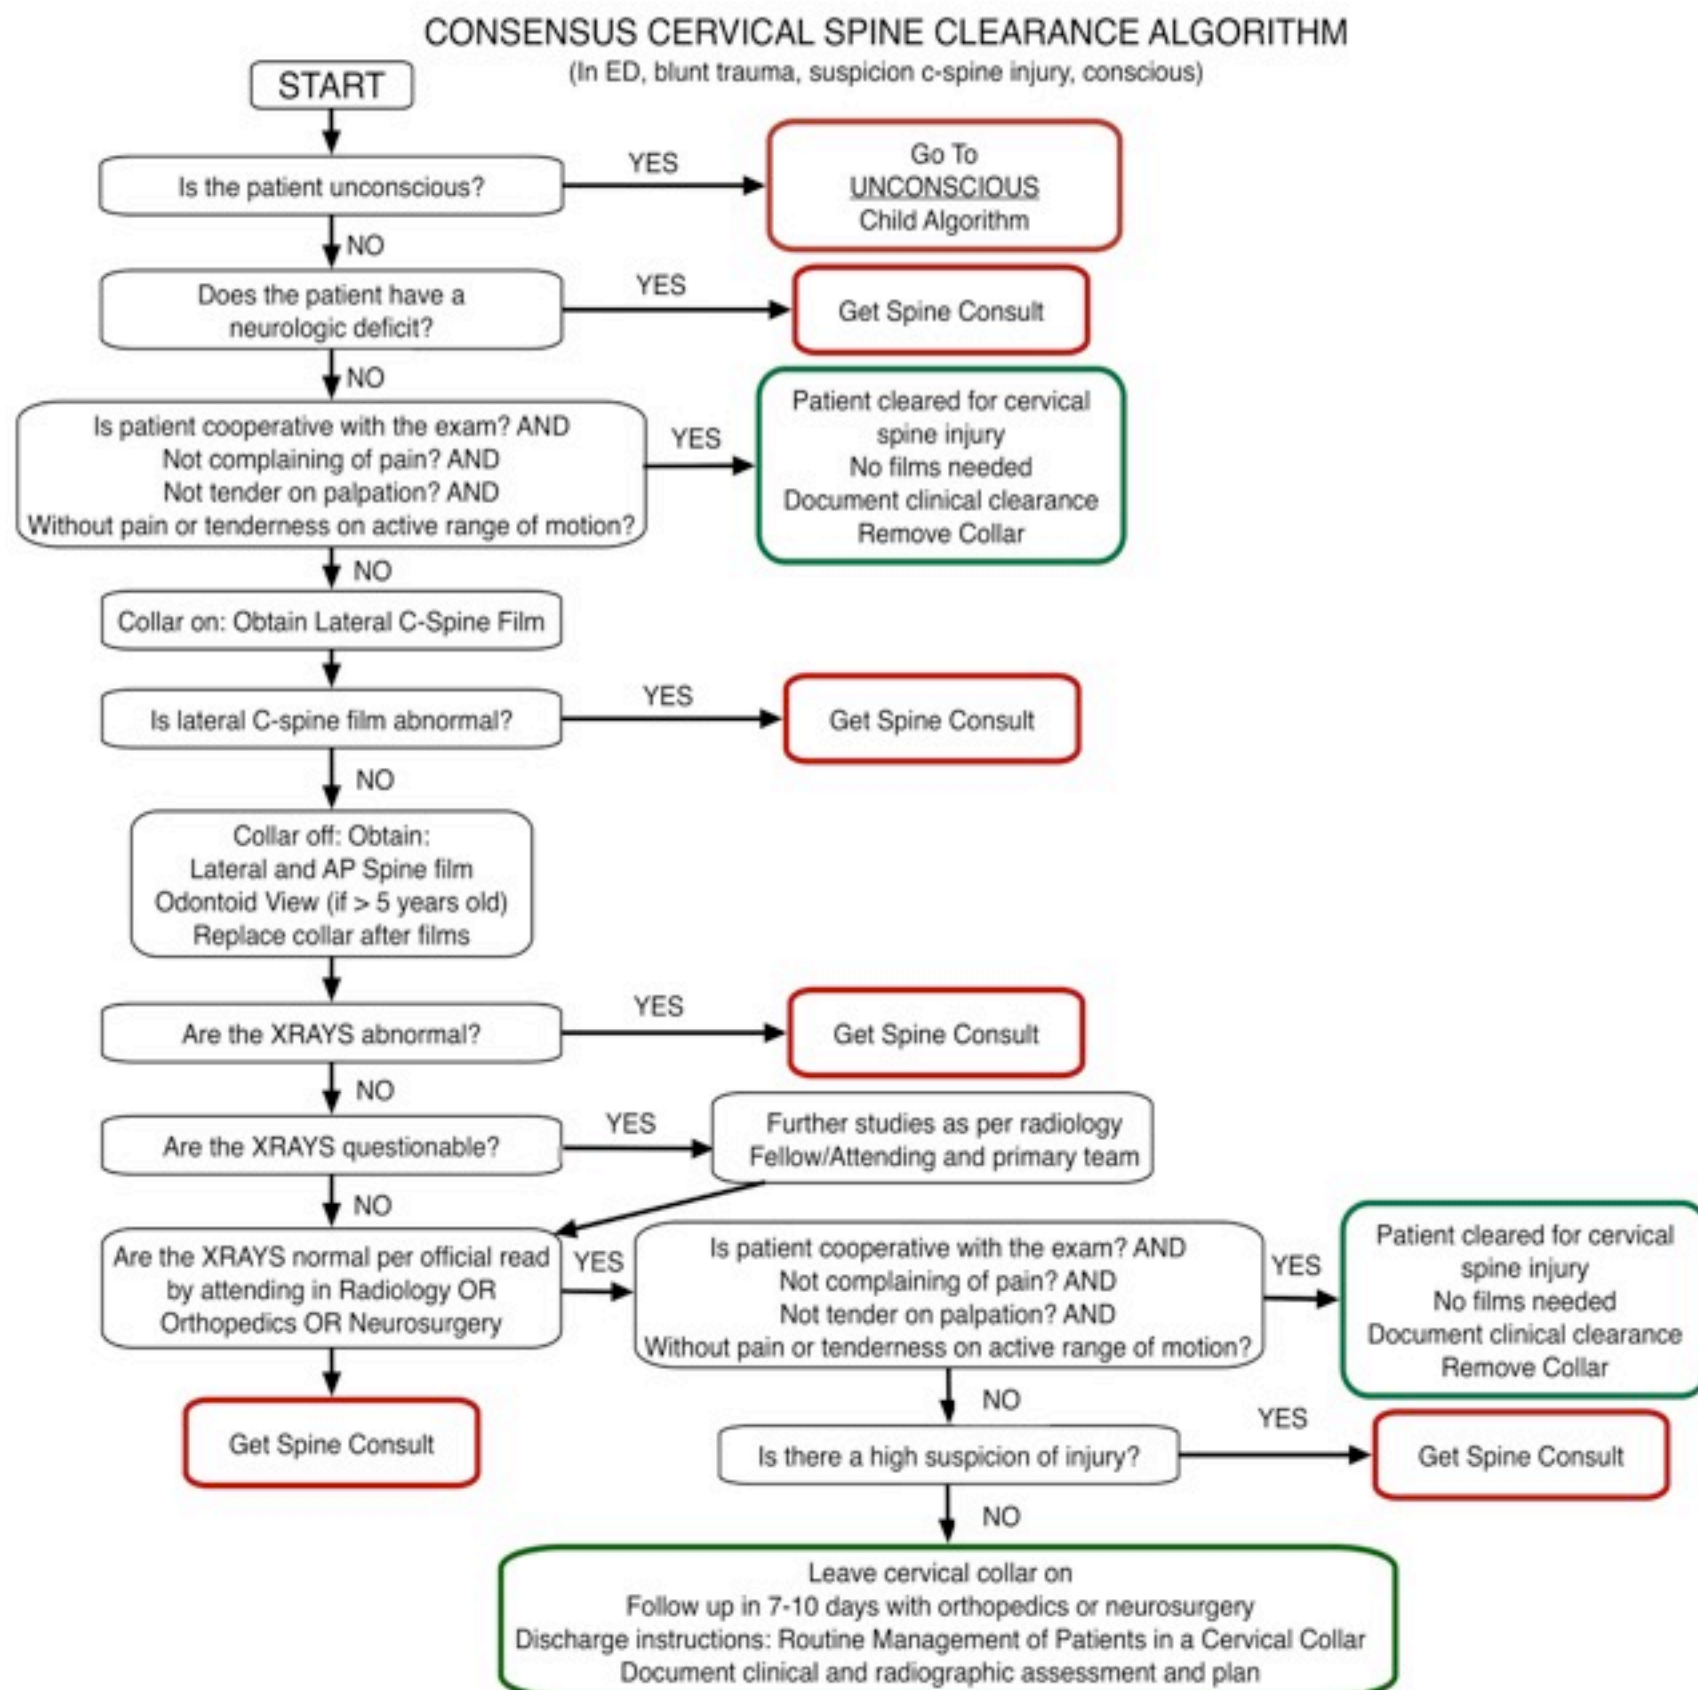 CONSENSUS CERVICAL SPINE CLEARANCE ALGORITHM
(In ED, blunt trauma, suspicion c-spine injury, conscious)
START
Is the patient unconscious?
YES
Go To
UNCONSCIOUS
Child Algorithm
NO
Does the patient have a
neurologic deficit?
YES
Get Spine Consult
NO
Is patient cooperative with the exam? AND
Not complaining of pain? AND
Not tender on palpation? AND
Without pain or tenderness on active range of motion?
YES
Patient cleared for cervical
spine injury
No films needed
Document clinical clearance
Remove Collar
NO
Collar on: Obtain Lateral C-Spine Film
Is lateral C-spine film abnormal?
YES
Get Spine Consult
NO
Collar off: Obtain:
Lateral and AP Spine film
Odontoid View (if > 5 years old)
Replace collar after films
Are the XRAYS abnormal?
YES
Get Spine Consult
NO
Are the XRAYS questionable?
YES
Further studies as per radiology
Fellow/Attending and primary team
NO
Are the XRAYS normal per official read
by attending in Radiology OR
Orthopedics OR Neurosurgery
YES
Is patient cooperative with the exam? AND
Not complaining of pain? AND
Not tender on palpation? AND
Without pain or tenderness on active range of motion?
YES
Patient cleared for cervical
spine injury
No films needed
Document clinical clearance
Remove Collar
Get Spine Consult
NO
Is there a high suspicion of injury?
YES
Get Spine Consult
NO
Leave cervical collar on
Follow up in 7-10 days with orthopedics or neurosurgery
Discharge instructions: Routine Management of Patients in a Cervical Collar
Document clinical and radiographic assessment and plan